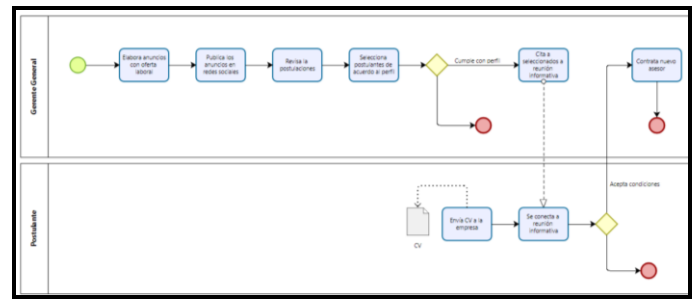 Gerente General
Elabora anuncios
con oferta
laboral
Publica los
anuncios en
redes sociales
Revisa la
postulaciones
Selecciona
postulantes de
acuerdo al perfil
Cumple con perfil
Cita a
seleccionados a
reunión
informativa
Contrata nuevo
asesor
Postulante
CV
Envía CV a la
empresa
Se conecta a
reunión
informativa
Acepta condiciones